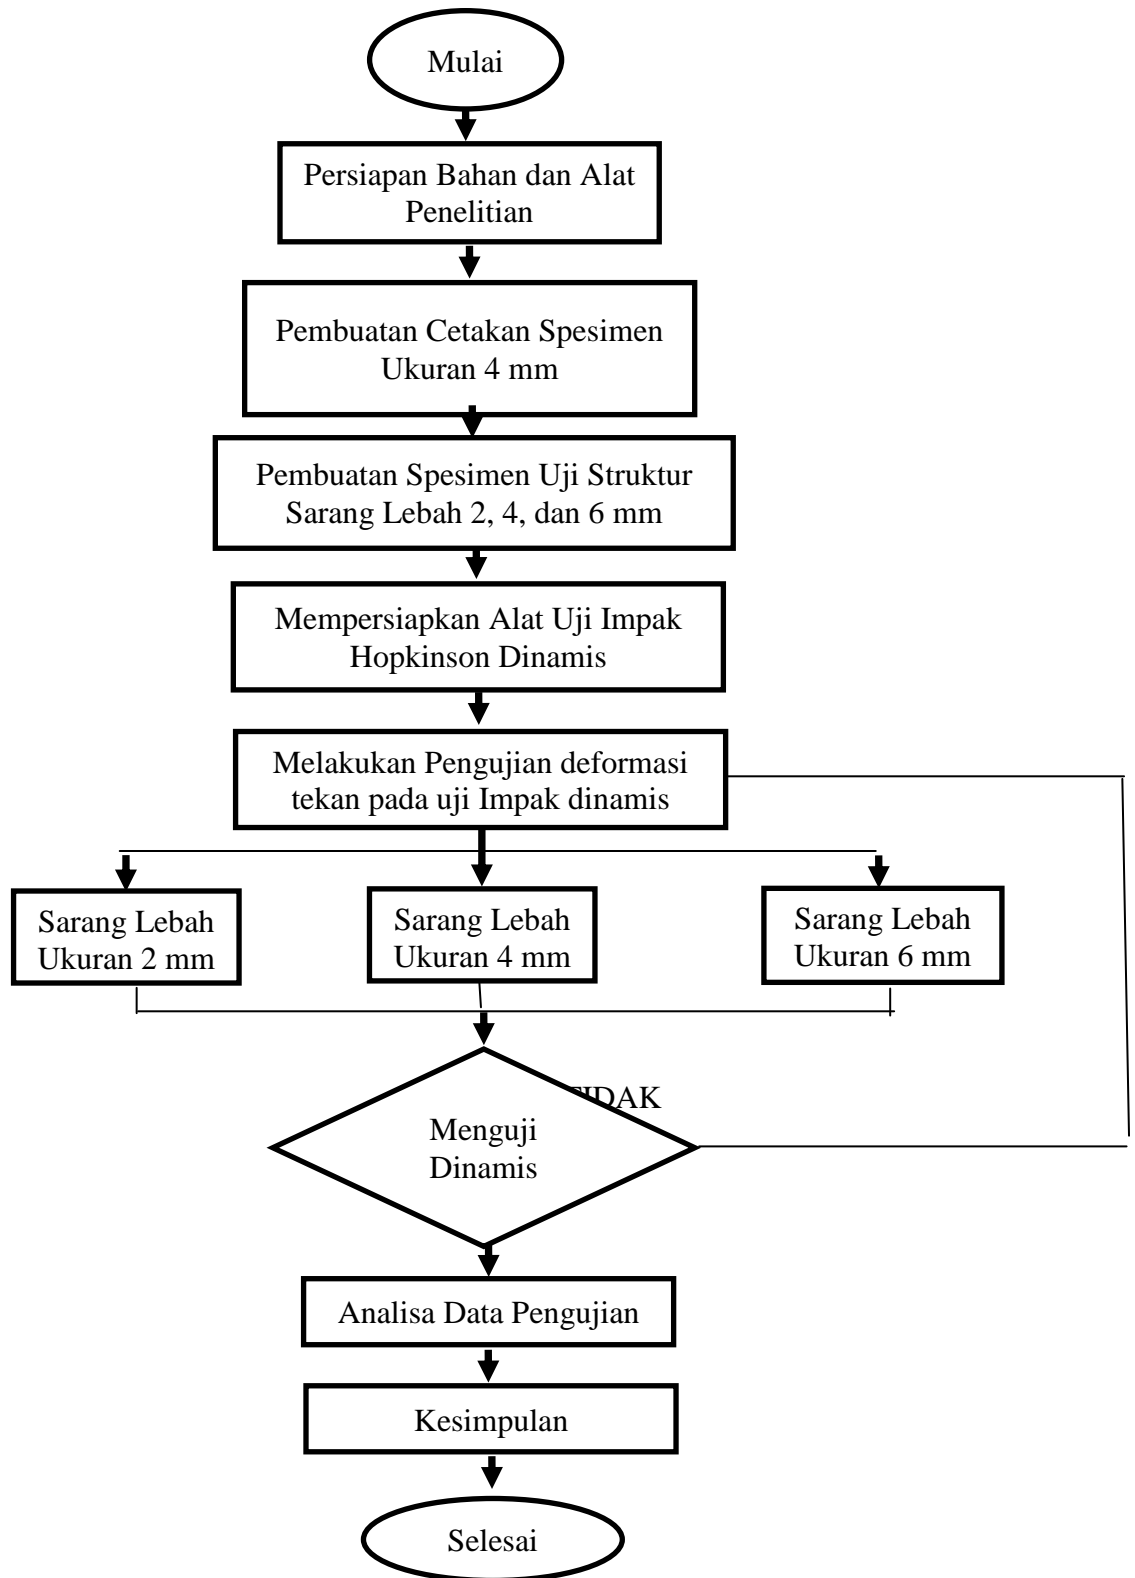 Mulai
Persiapan Bahan dan Alat
Penelitian
Pembuatan Cetakan Spesimen
Ukuran 4 mm
Pembuatan Spesimen Uji Struktur
Sarang Lebah 2, 4, dan 6 mm
Mempersiapkan Alat Uji Impak
Hopkinson Dinamis
Melakukan Pengujian deformasi
tekan pada uji Impak dinamis
Sarang Lebah
Ukuran 2 mm
Sarang Lebah
Ukuran 4 mm
Sarang Lebah
Ukuran 6 mm
TIDAK
Menguji
Dinamis
Analisa Data Pengujian
Kesimpulan
Selesai